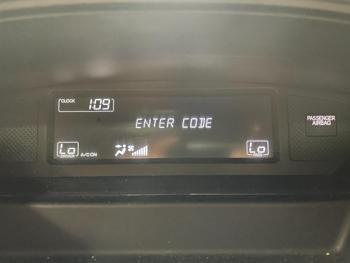 CLOCK 1:09
ENTER CODE
PASSENGER
AIRBAG
Lo A/C ON Lo